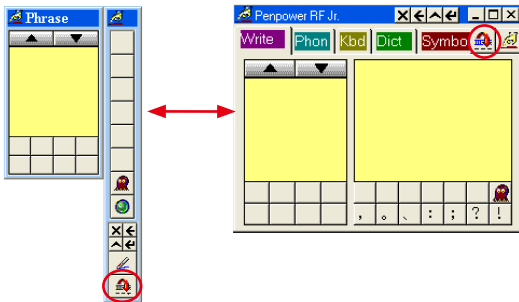 Phrase
Penpower RF Jr.
Write Phon Kbd Dict Symbo
, 。 、 : ; ? !